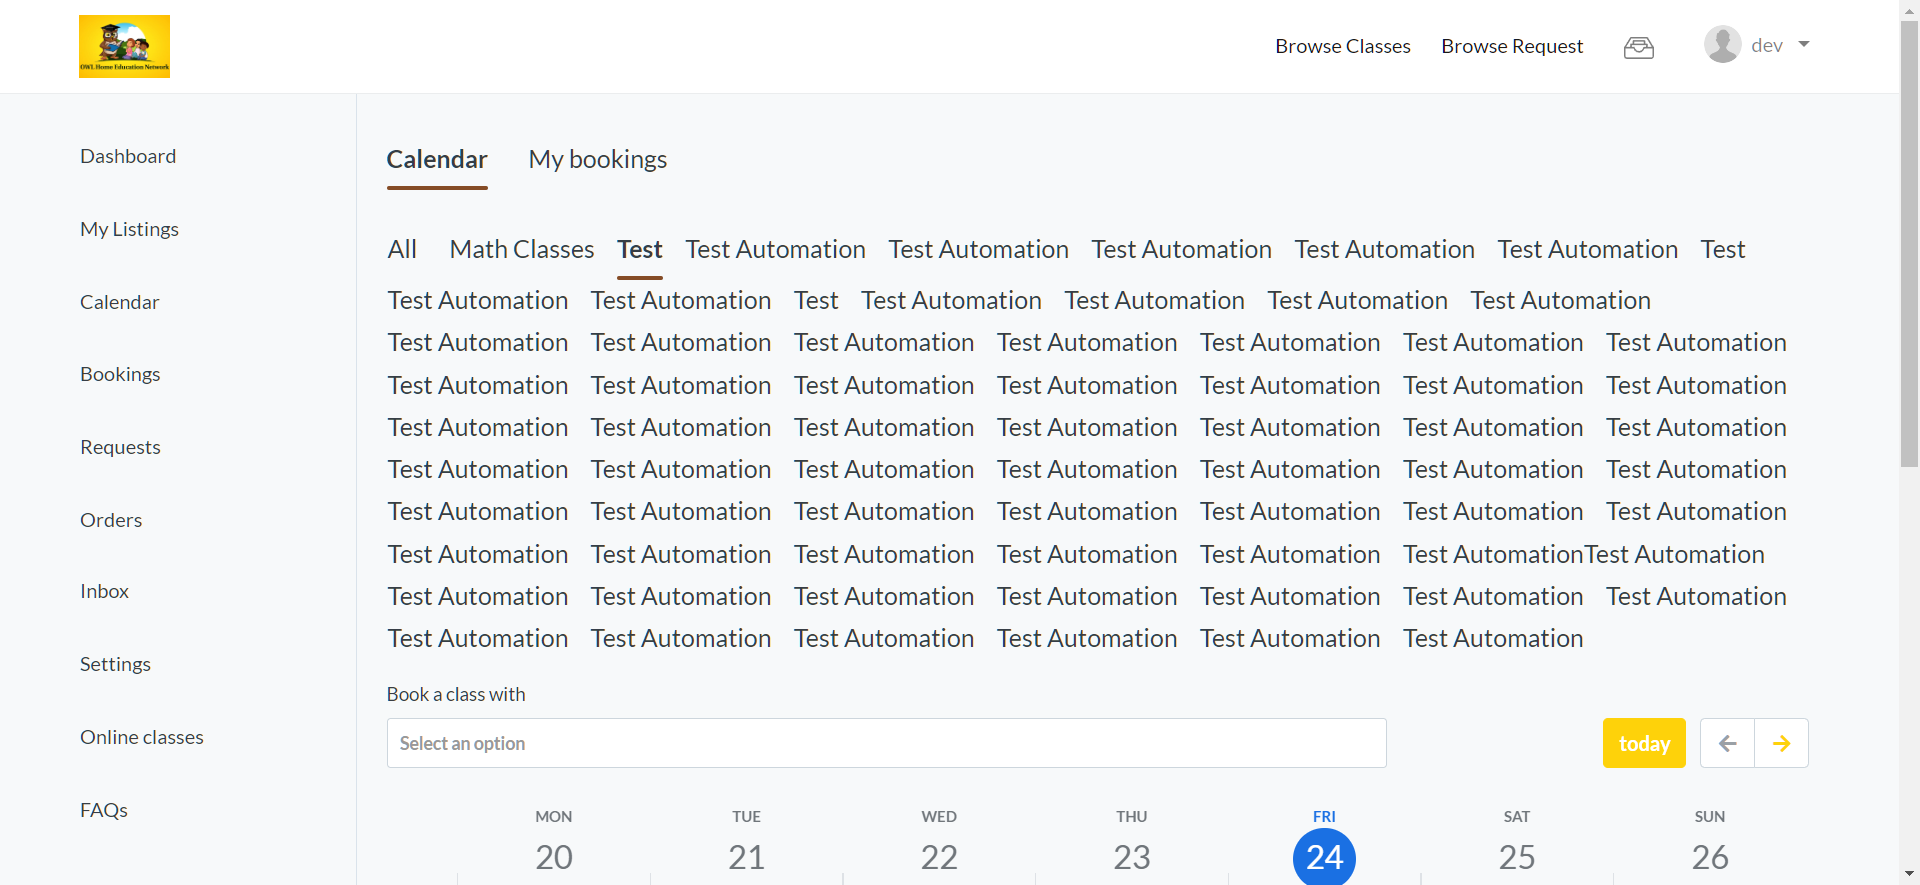 OWL Home Education Network
Browse Classes Browse Request dev
Dashboard
My Listings
Calendar
Bookings
Requests
Orders
Inbox
Settings
Online classes
FAQs
Calendar My bookings
All Math Classes Test Test Automation Test Automation Test Automation Test Automation Test Automation Test
Test Automation Test Automation Test Test Automation Test Automation Test Automation Test Automation
Test Automation Test Automation Test Automation Test Automation Test Automation Test Automation Test Automation
Test Automation Test Automation Test Automation Test Automation Test Automation Test Automation Test Automation
Test Automation Test Automation Test Automation Test Automation Test Automation Test Automation Test Automation
Test Automation Test Automation Test Automation Test Automation Test Automation Test Automation Test Automation
Test Automation Test Automation Test Automation Test Automation Test Automation Test Automation Test Automation
Test Automation Test Automation Test Automation Test Automation Test Automation Test AutomationTest Automation
Test Automation Test Automation Test Automation Test Automation Test Automation Test Automation Test Automation
Test Automation Test Automation Test Automation Test Automation Test Automation Test Automation
Book a class with
Select an option today
MON TUE WED THU FRI SAT SUN
20 21 22 23 24 25 26